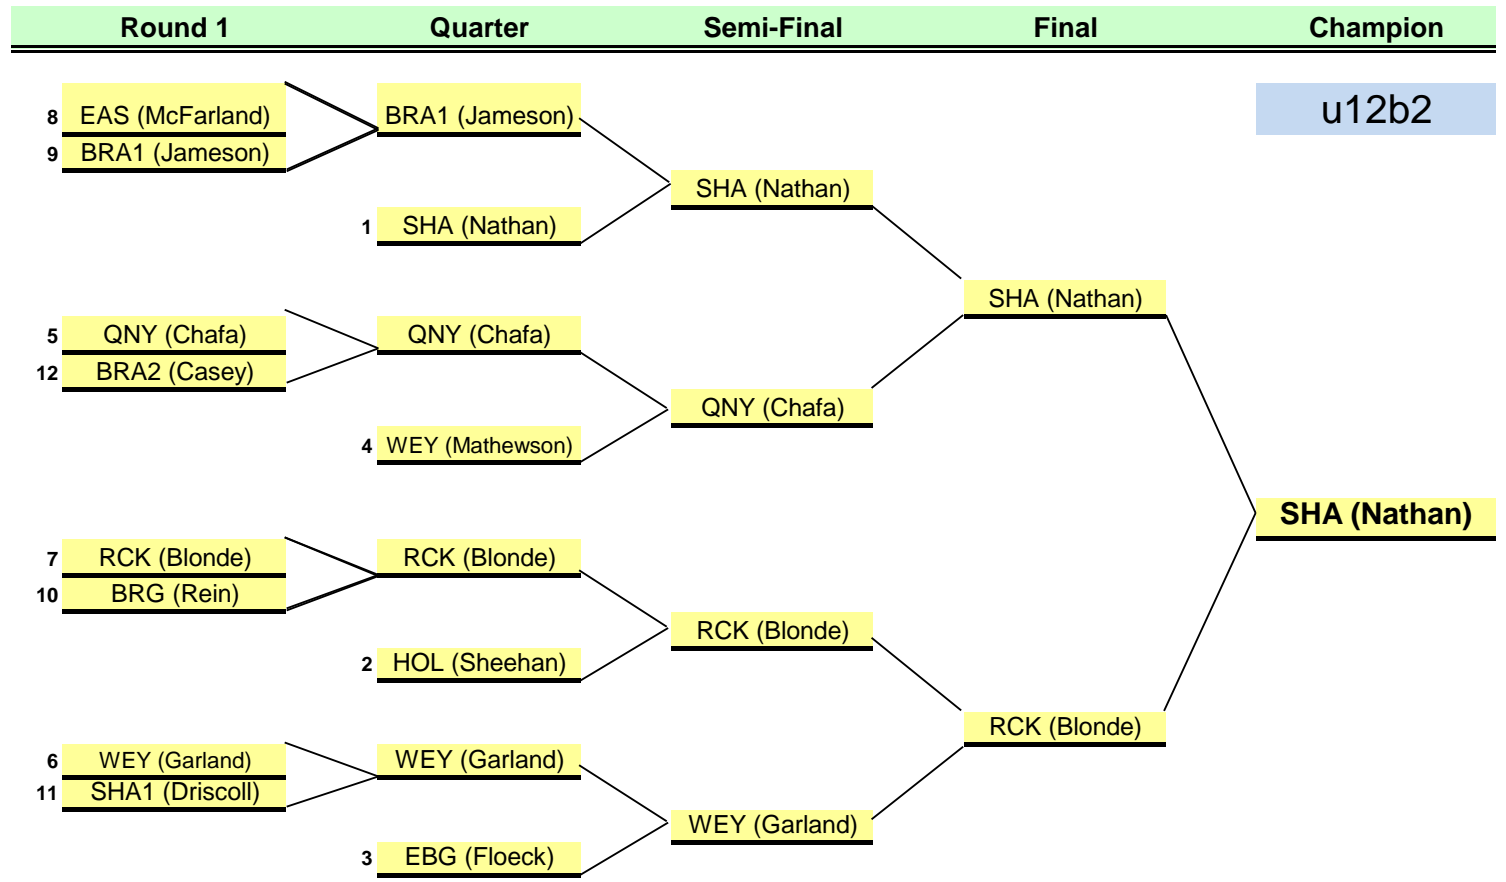 Round 1 Quarter Semi-Final Final Champion
u12b2
8 EAS (McFarland) BRA1 (Jameson)
9 BRA1 (Jameson)
SHA (Nathan)
1 SHA (Nathan)
SHA (Nathan)
5 QNY (Chafa) QNY (Chafa)
12 BRA2 (Casey)
QNY (Chafa)
4 WEY (Mathewson)
SHA (Nathan)
7 RCK (Blonde) RCK (Blonde)
10 BRG (Rein)
RCK (Blonde)
2 HOL (Sheehan)
RCK (Blonde)
6 WEY (Garland) WEY (Garland)
11 SHA1 (Driscoll)
WEY (Garland)
3 EBG (Floeck)